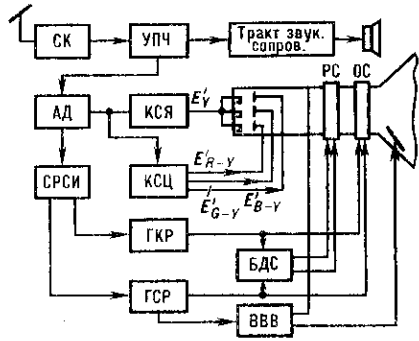 СК
УПЧ
Тракт звук.
сопров.
РС
ОС
АД
КСЯ
E'Y
КСЦ
E'R-Y
E'G-Y
E'B-Y
СРСИ
ГКР
БДС
ГСР
ВВВ